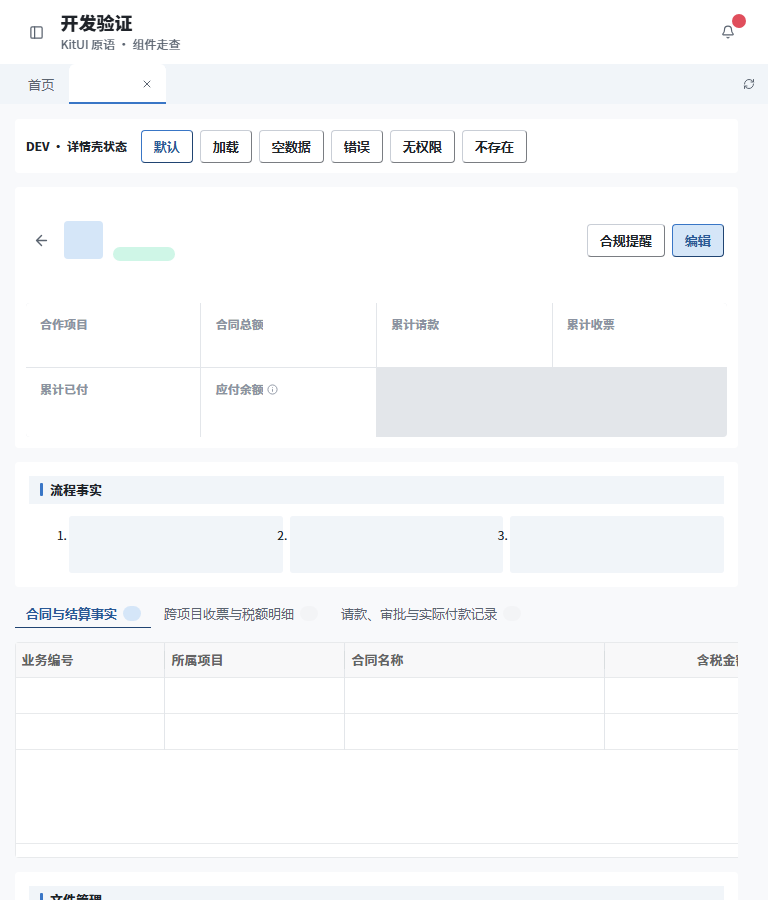 开发验证
KitUI 原语 · 组件走查
首页
DEV · 详情壳状态 默认 加载 空数据 错误 无权限 不存在
合规提醒 编辑
合作项目 合同总额 累计请款 累计收票
累计已付 应付余额
流程事实
1. 2. 3.
合同与结算事实 跨项目收票与税额明细 请款、审批与实际付款记录
业务编号 所属项目 合同名称 含税金
文件管理